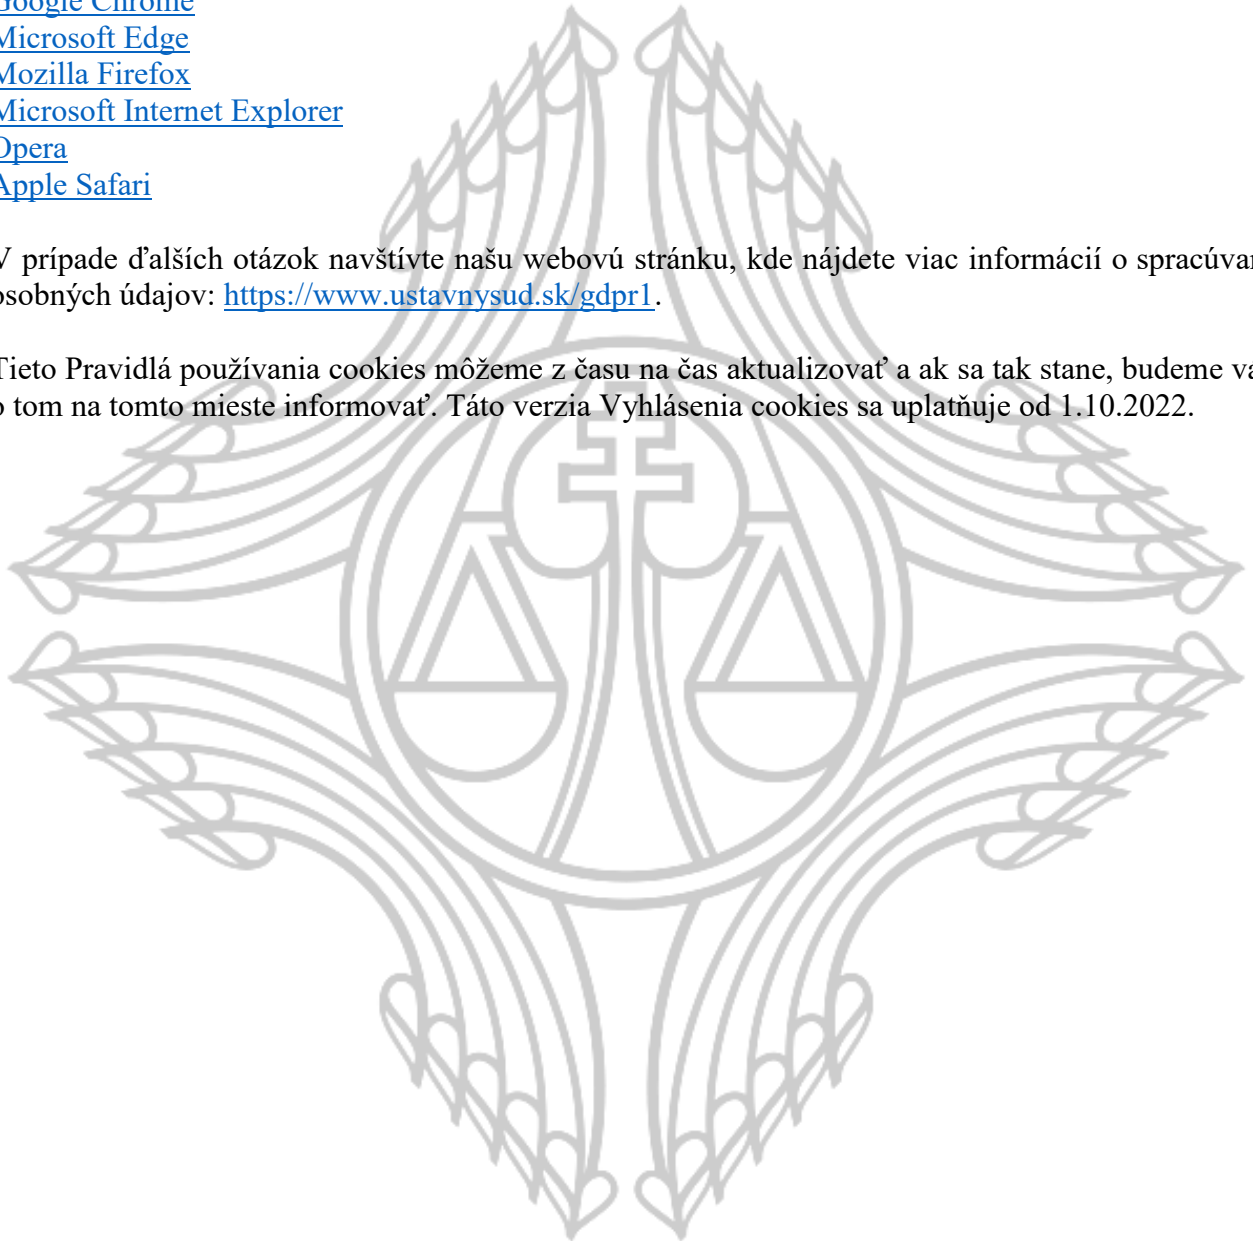 Google Chrome
Microsoft Edge
Mozilla Firefox
Microsoft Internet Explorer
Opera
Apple Safari
V prípade ďalších otázok navštívte našu webovú stránku, kde nájdete viac informácií o
osobných údajov: https://www.ustavnysud.sk/gdpr1.
Tieto Pravidlá používania cookies môžeme z času na čas aktualizovať a ak sa tak stane, budeme
o tom na tomto mieste informovať. Táto verzia Vyhlásenia cookies sa uplatňuje od 1.10.2022.